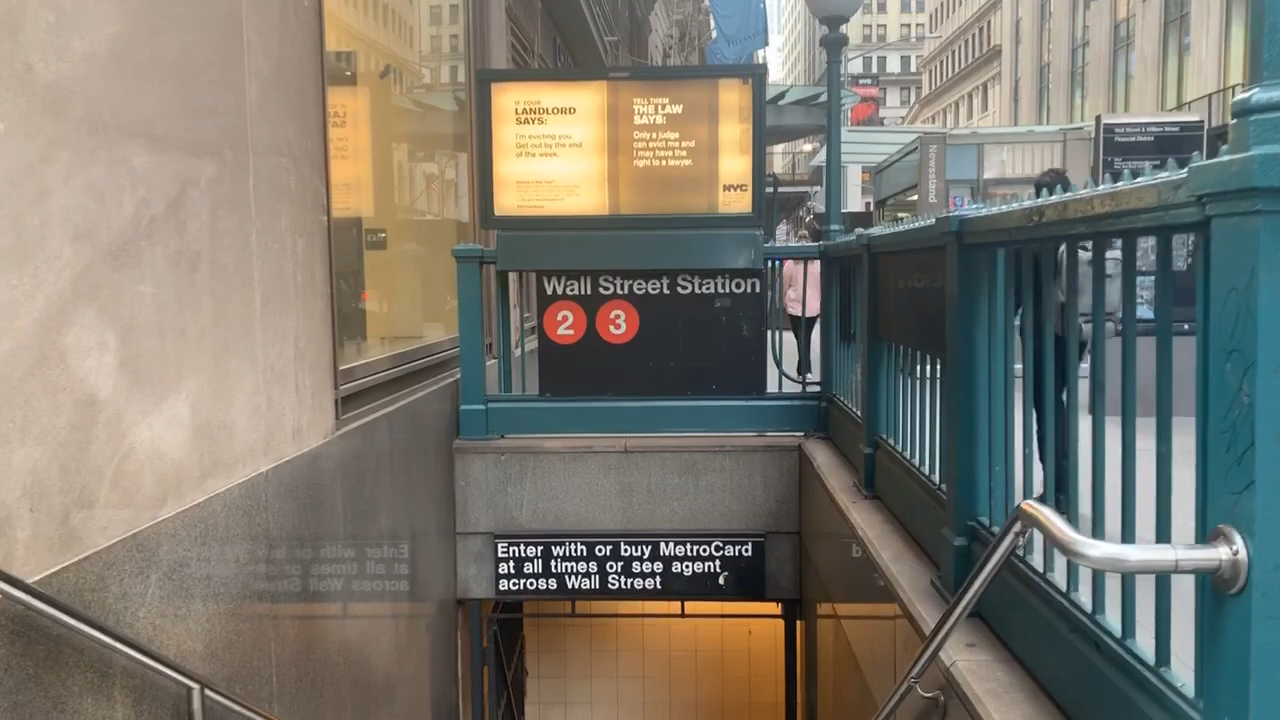 IF YOUR
LANDLORD
SAYS:
I'm evicting you.
Get out by the end
of the week.
TELL THEM
THE LAW
SAYS:
Only a judge
can evict me and
I may have the
right to a lawyer.
NYC
Wall Street Station
2 3
Enter with or buy MetroCard
at all times or see agent
across Wall Street
EXIT
Newsstand
Wall Street & William Street
Financial District
NYC